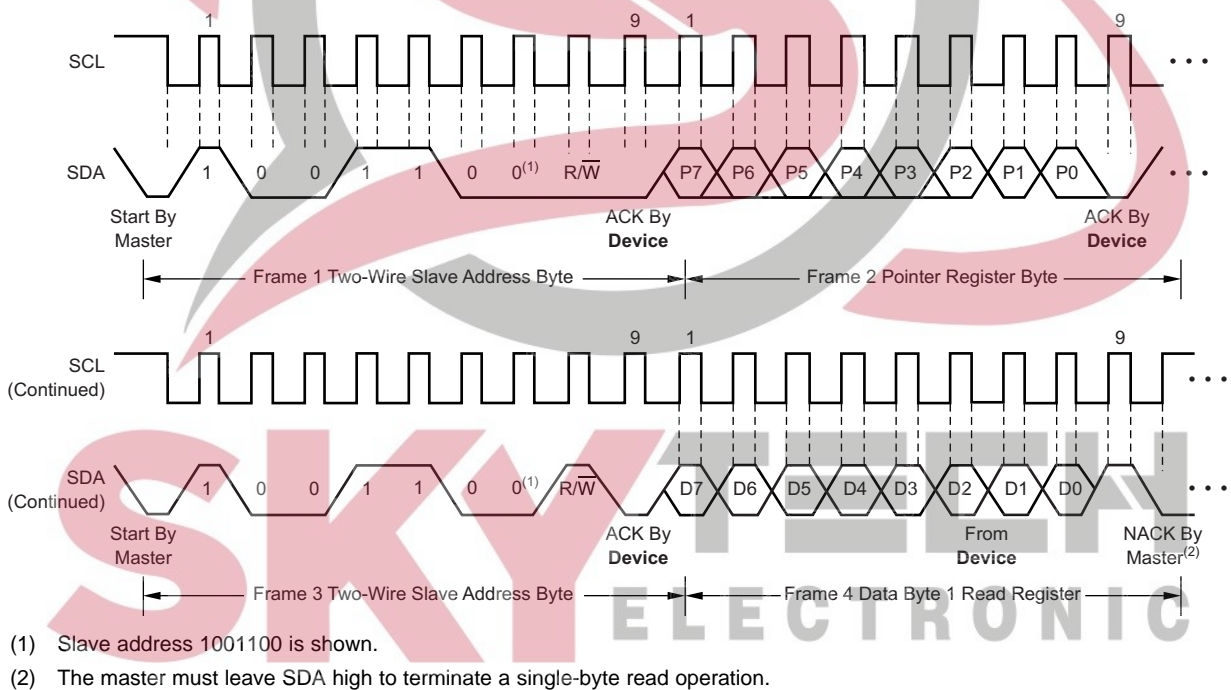 1 9 1 9
SCL
SDA 1 0 0 1 1 0 0(1) R/W P7 P6 P5 P4 P3 P2 P1 P0
Start By
Master
ACK By
Device
ACK By
Device
Frame 1 Two-Wire Slave Address Byte
Frame 2 Pointer Register Byte
1 9 1 9
SCL
(Continued)
SDA
(Continued)
1 0 0 1 1 0 0(1) R/W D7 D6 D5 D4 D3 D2 D1 D0
Start By
Master
ACK By
Device
From
Device
NACK By
Master(2)
Frame 3 Two-Wire Slave Address Byte
Frame 4 Data Byte 1 Read Register
SKYTECH
ELECTRONIC
(1) Slave address 1001100 is shown.
(2) The master must leave SDA high to terminate a single-byte read operation.